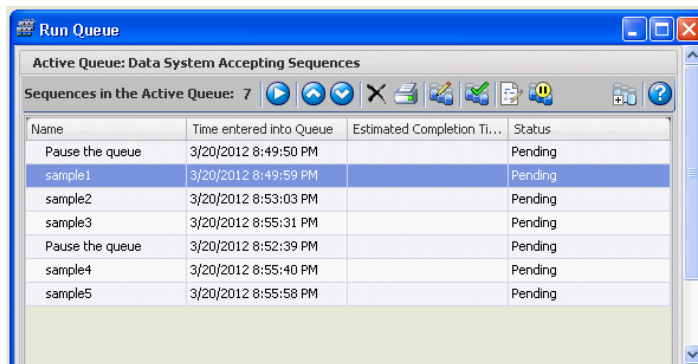 Run Queue
Active Queue: Data System Accepting Sequences
Sequences in the Active Queue: 7
Name Time entered into Queue Estimated Completion Ti... Status
Pause the queue 3/20/2012 8:49:50 PM Pending
sample1 3/20/2012 8:49:59 PM Pending
sample2 3/20/2012 8:53:03 PM Pending
sample3 3/20/2012 8:55:31 PM Pending
Pause the queue 3/20/2012 8:52:39 PM Pending
sample4 3/20/2012 8:55:40 PM Pending
sample5 3/20/2012 8:55:58 PM Pending